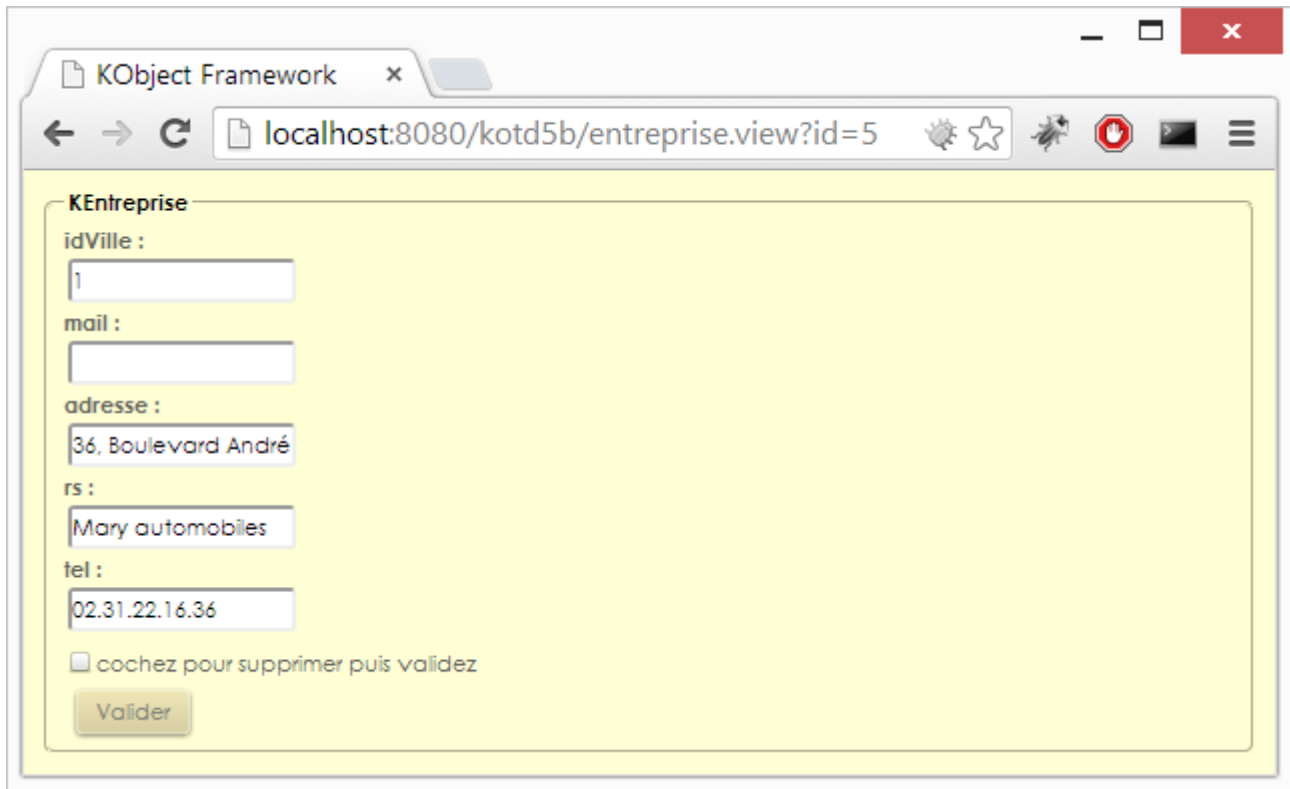 KObject Framework
localhost:8080/kotd5b/entreprise.view?id=5
KEntreprise
idVille :
1
mail :
adresse :
36, Boulevard André
rs :
Mary automobiles
tel :
02.31.22.16.36
cochez pour supprimer puis validez
Valider